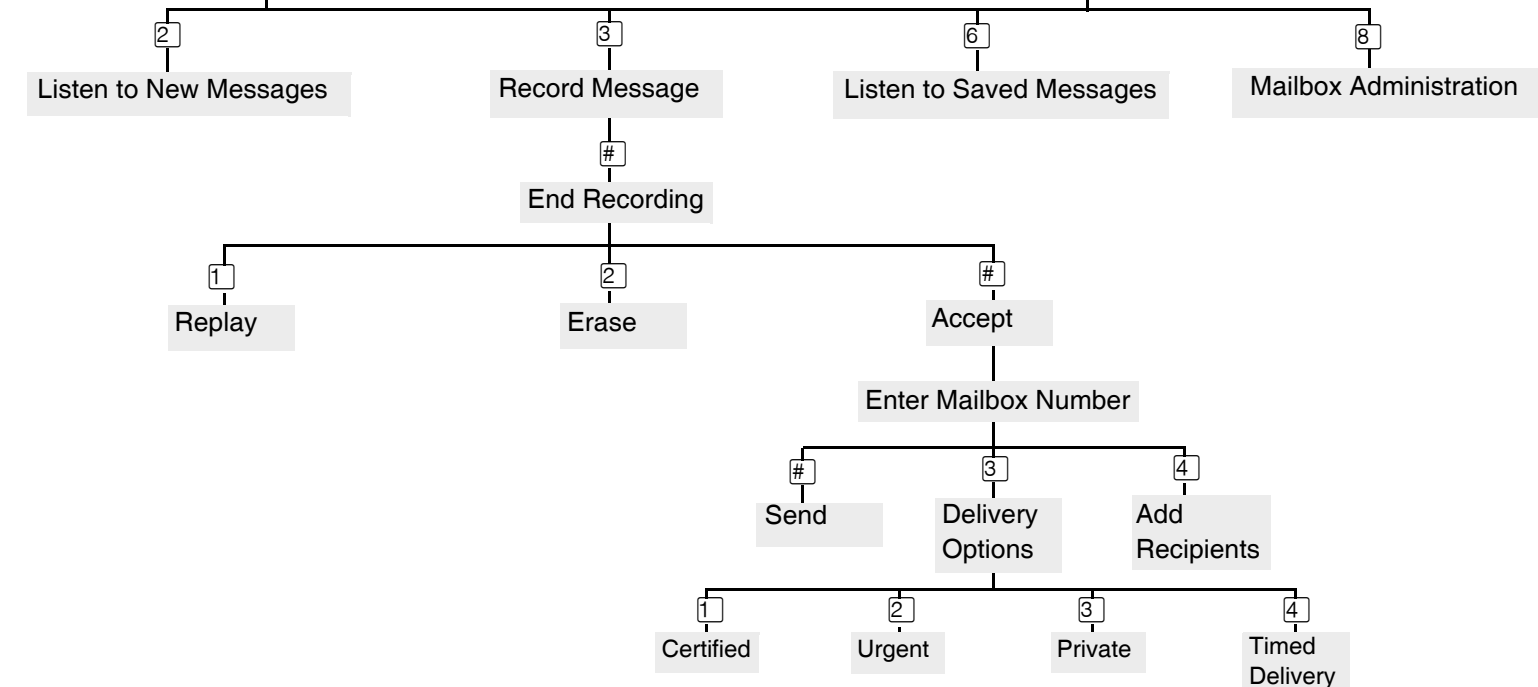 2
3
6
8
Listen to New Messages
Record Message
Listen to Saved Messages
Mailbox Administration
#
End Recording
1
2
#
Replay
Erase
Accept
Enter Mailbox Number
#
3
4
Send
Delivery
Options
Add
Recipients
1
2
3
4
Certified
Urgent
Private
Timed
Delivery